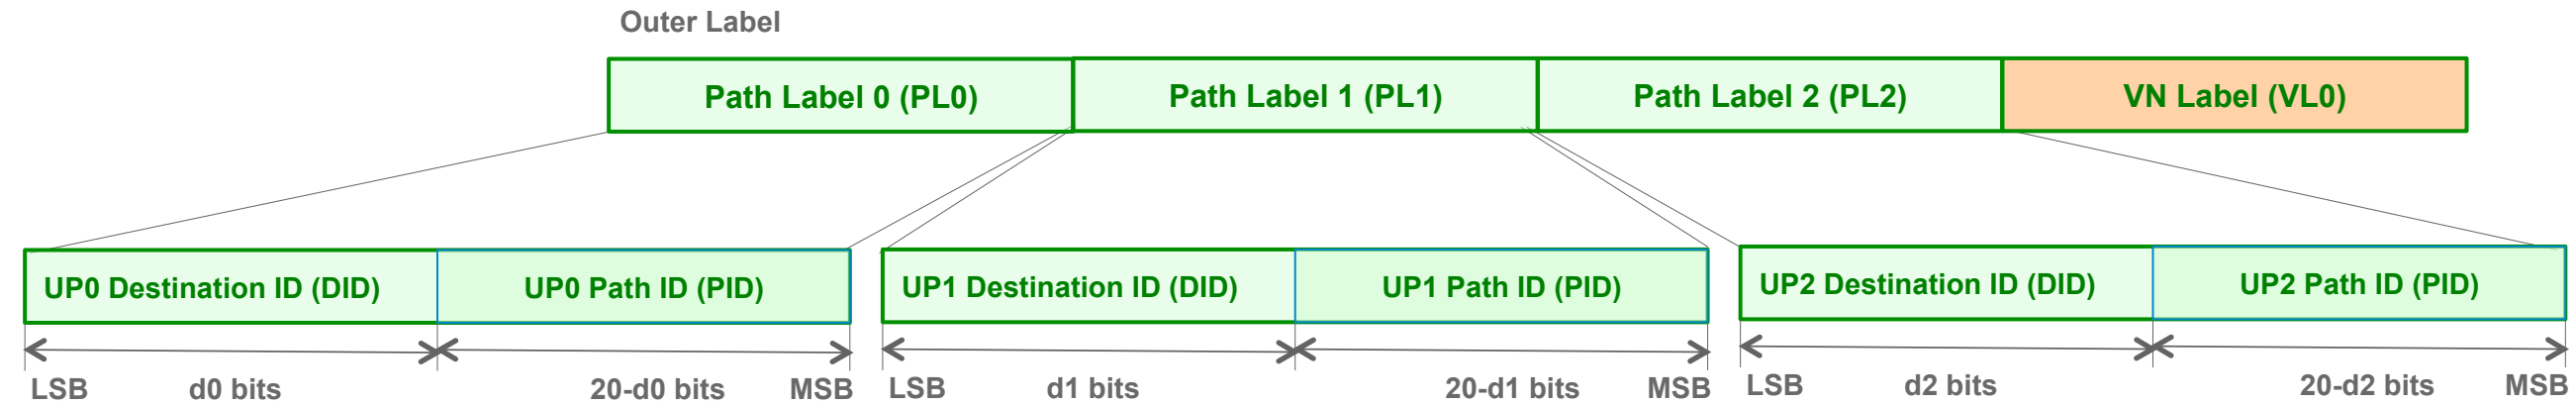 Outer Label
Path Label 0 (PL0) Path Label 1 (PL1) Path Label 2 (PL2) VN Label (VL0)
UP0 Destination ID (DID) UP0 Path ID (PID) UP1 Destination ID (DID) UP1 Path ID (PID) UP2 Destination ID (DID) UP2 Path ID (PID)
LSB d0 bits 20-d0 bits MSB LSB d1 bits 20-d1 bits MSB LSB d2 bits 20-d2 bits MSB